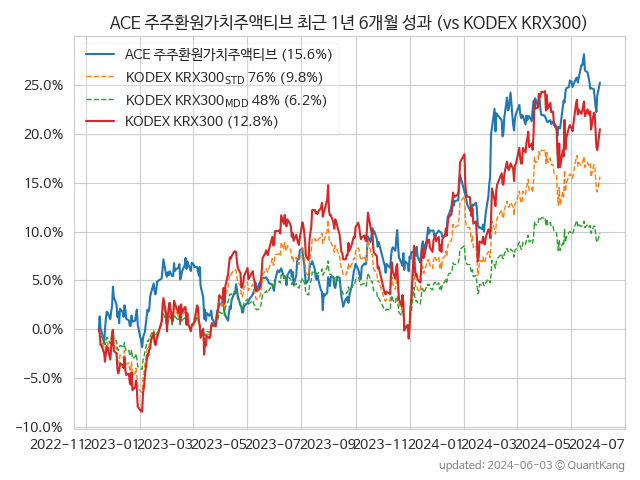 ACE 주주환원가치주액티브 최근 1년 6개월 성과 (vs KODEX KRX300)
ACE 주주환원가치주액티브 (15.6%)
KODEX KRX300STD 76% (9.8%)
KODEX KRX300MDD 48% (6.2%)
KODEX KRX300 (12.8%)
25.0%
20.0%
15.0%
10.0%
5.0%
0.0%
−5.0%
−10.0%
2022-11 2023-01 2023-03 2023-05 2023-07 2023-09 2023-11 2024-01 2024-03 2024-05 2024-07
updated: 2024-06-03 © QuantKang